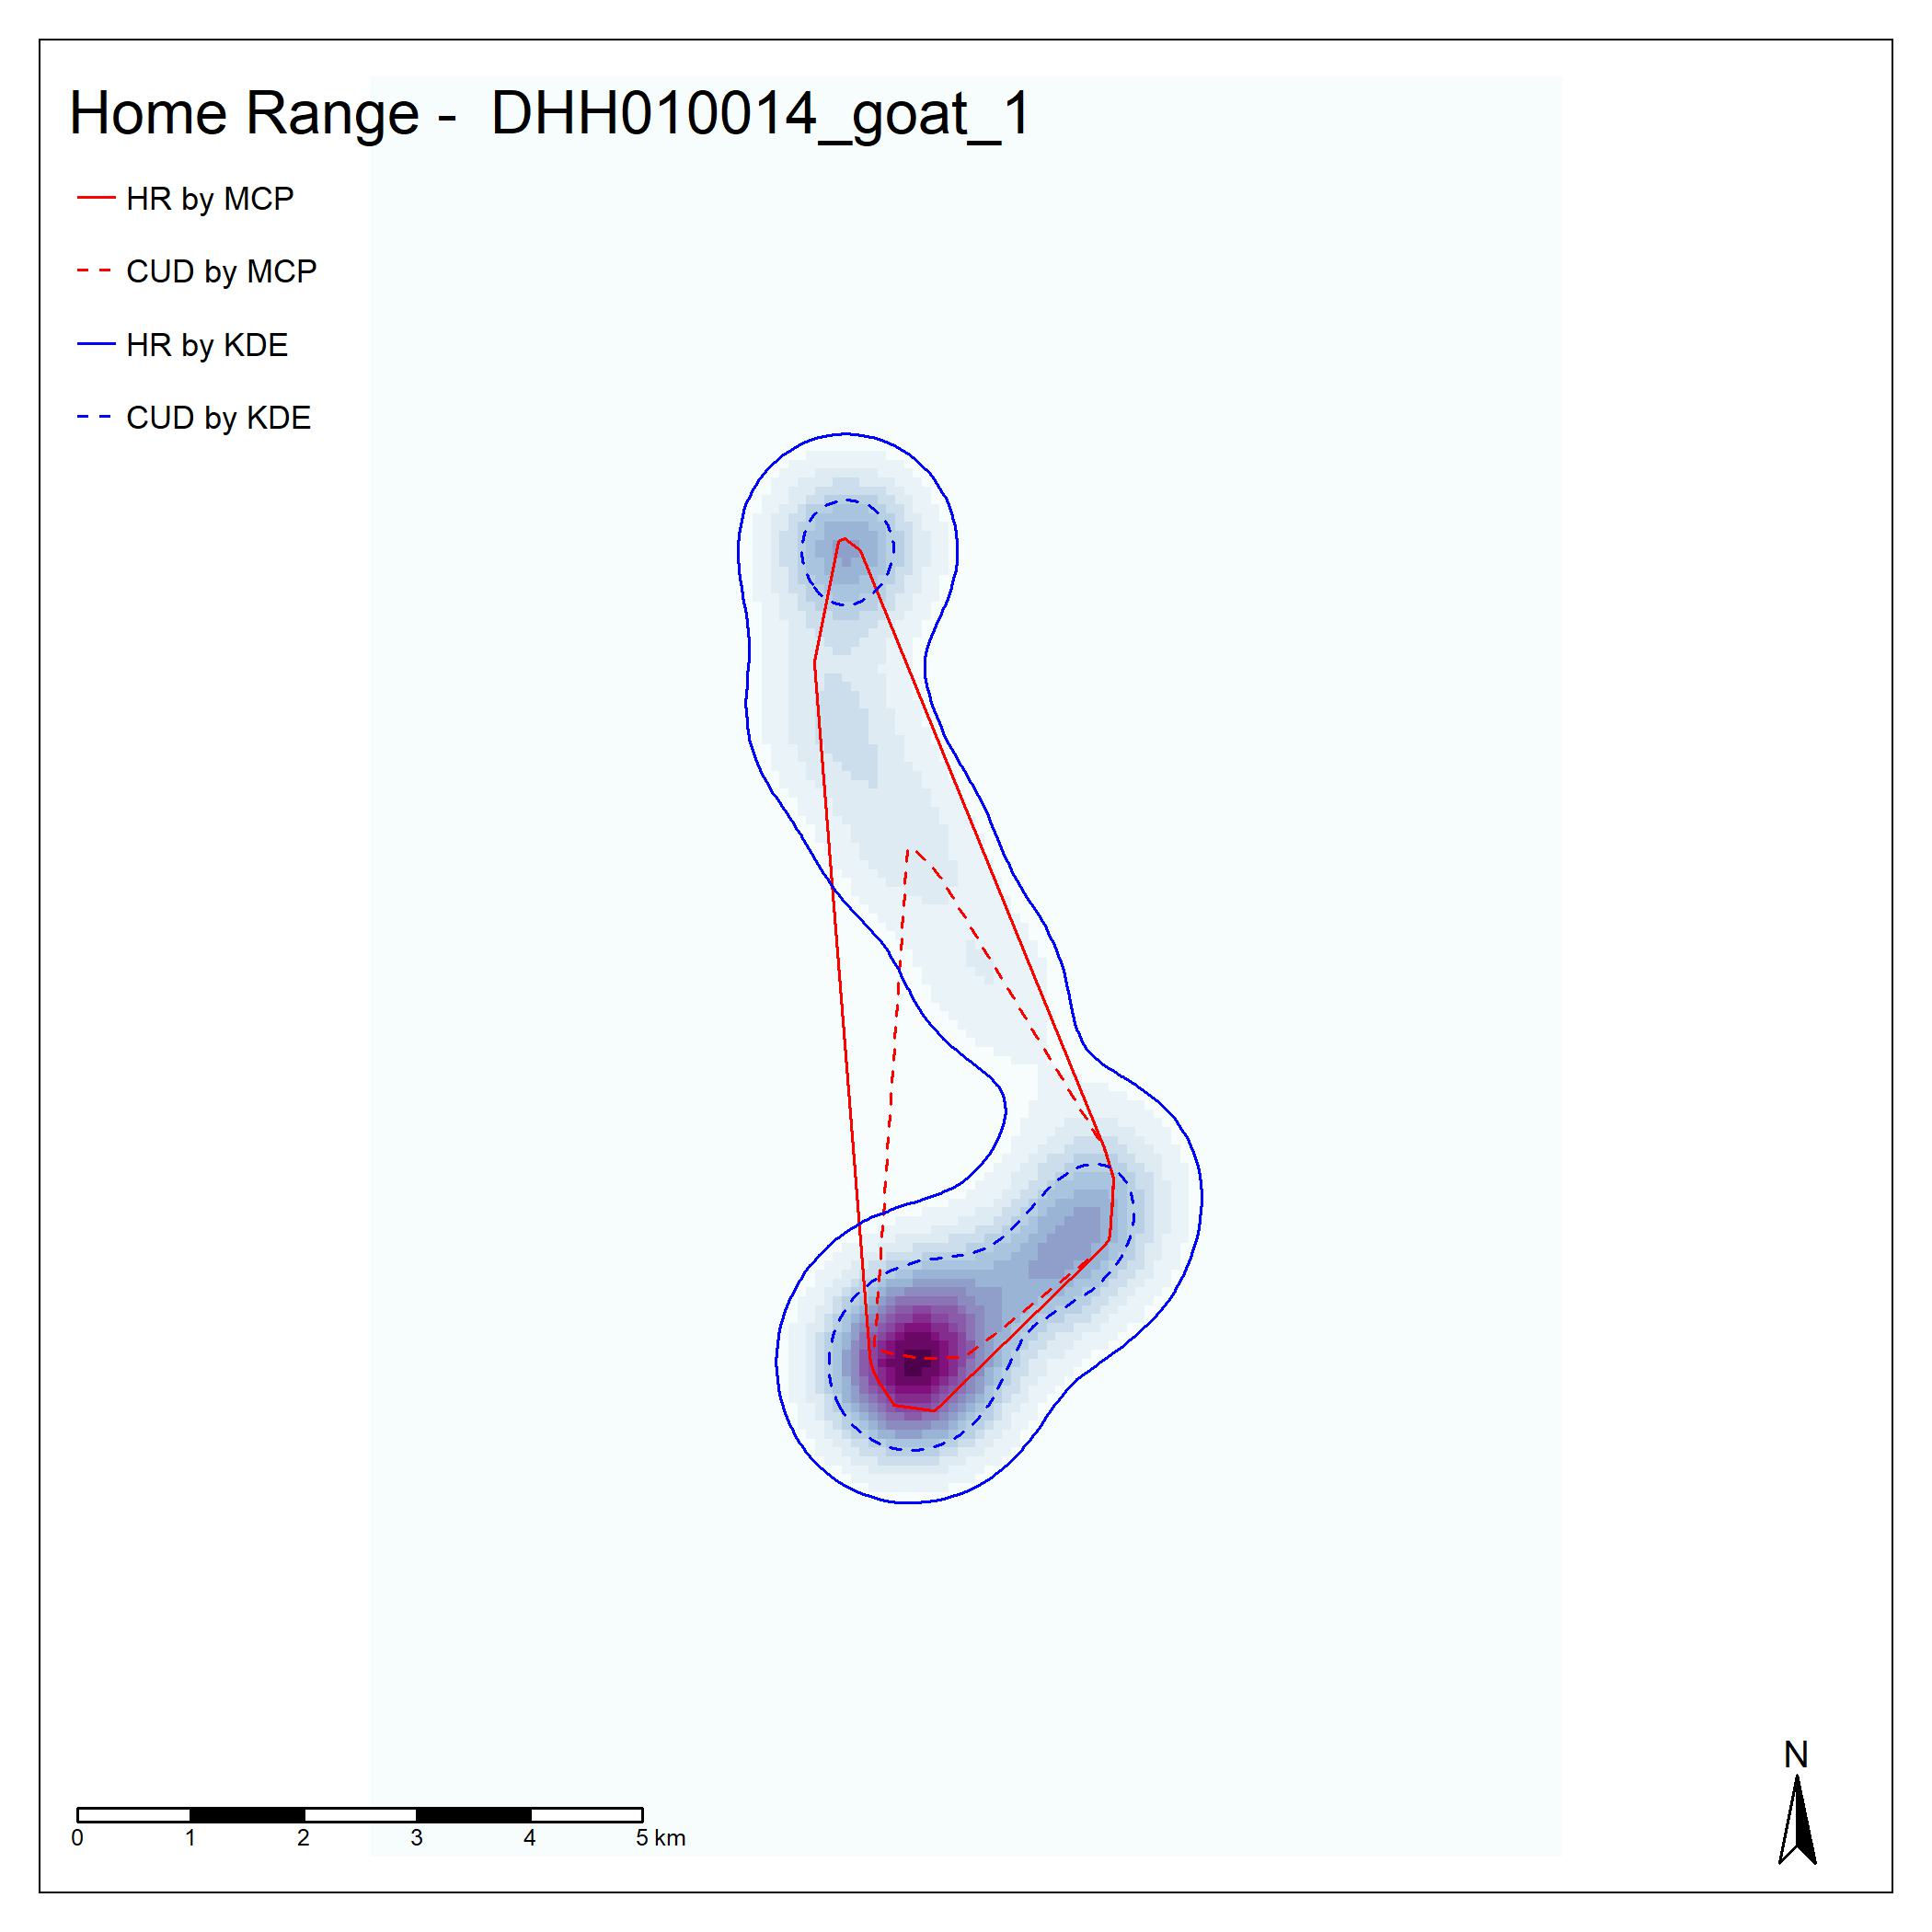 Home Range -  DHH010014_goat_1
HR by MCP
CUD by MCP
HR by KDE
CUD by KDE
N
0 1 2 3 4 5 km